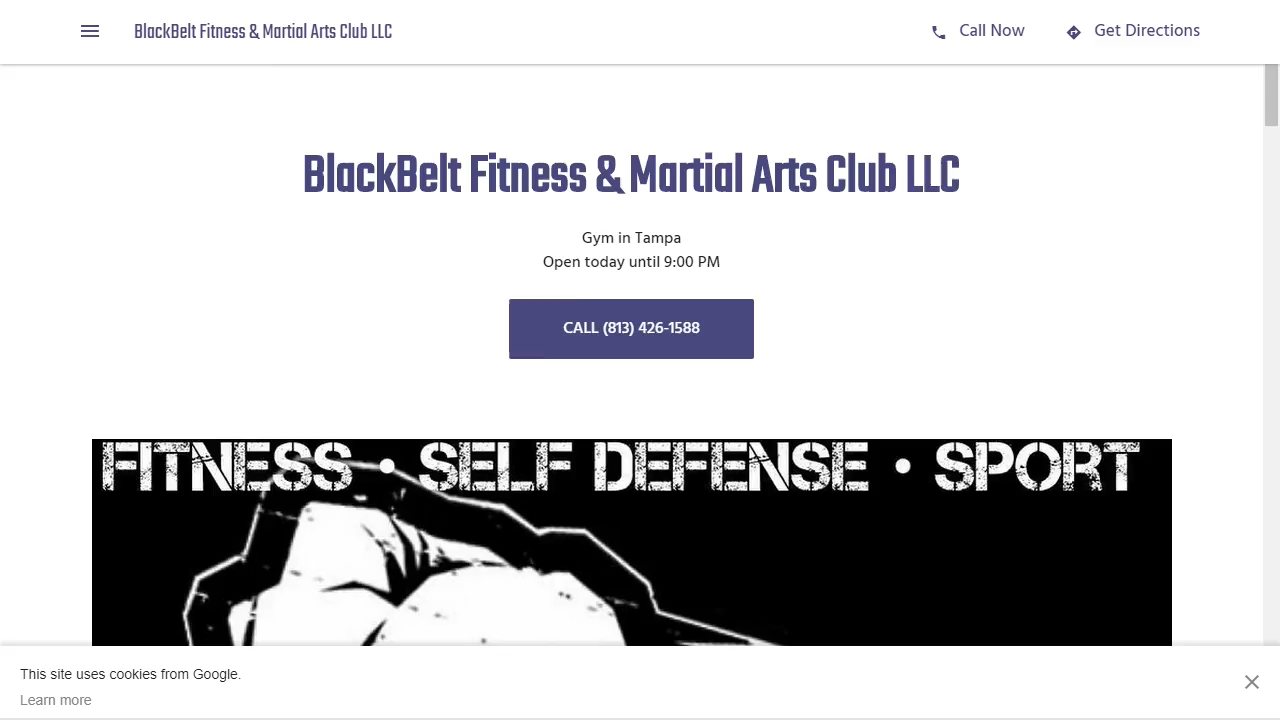 BlackBelt Fitness & Martial Arts Club LLC
Call Now
Get Directions
BlackBelt Fitness & Martial Arts Club LLC
Gym in Tampa
Open today until 9:00 PM
CALL (813) 426-1588
FITNESS • SELF DEFENSE • SPORT
This site uses cookies from Google.
Learn more